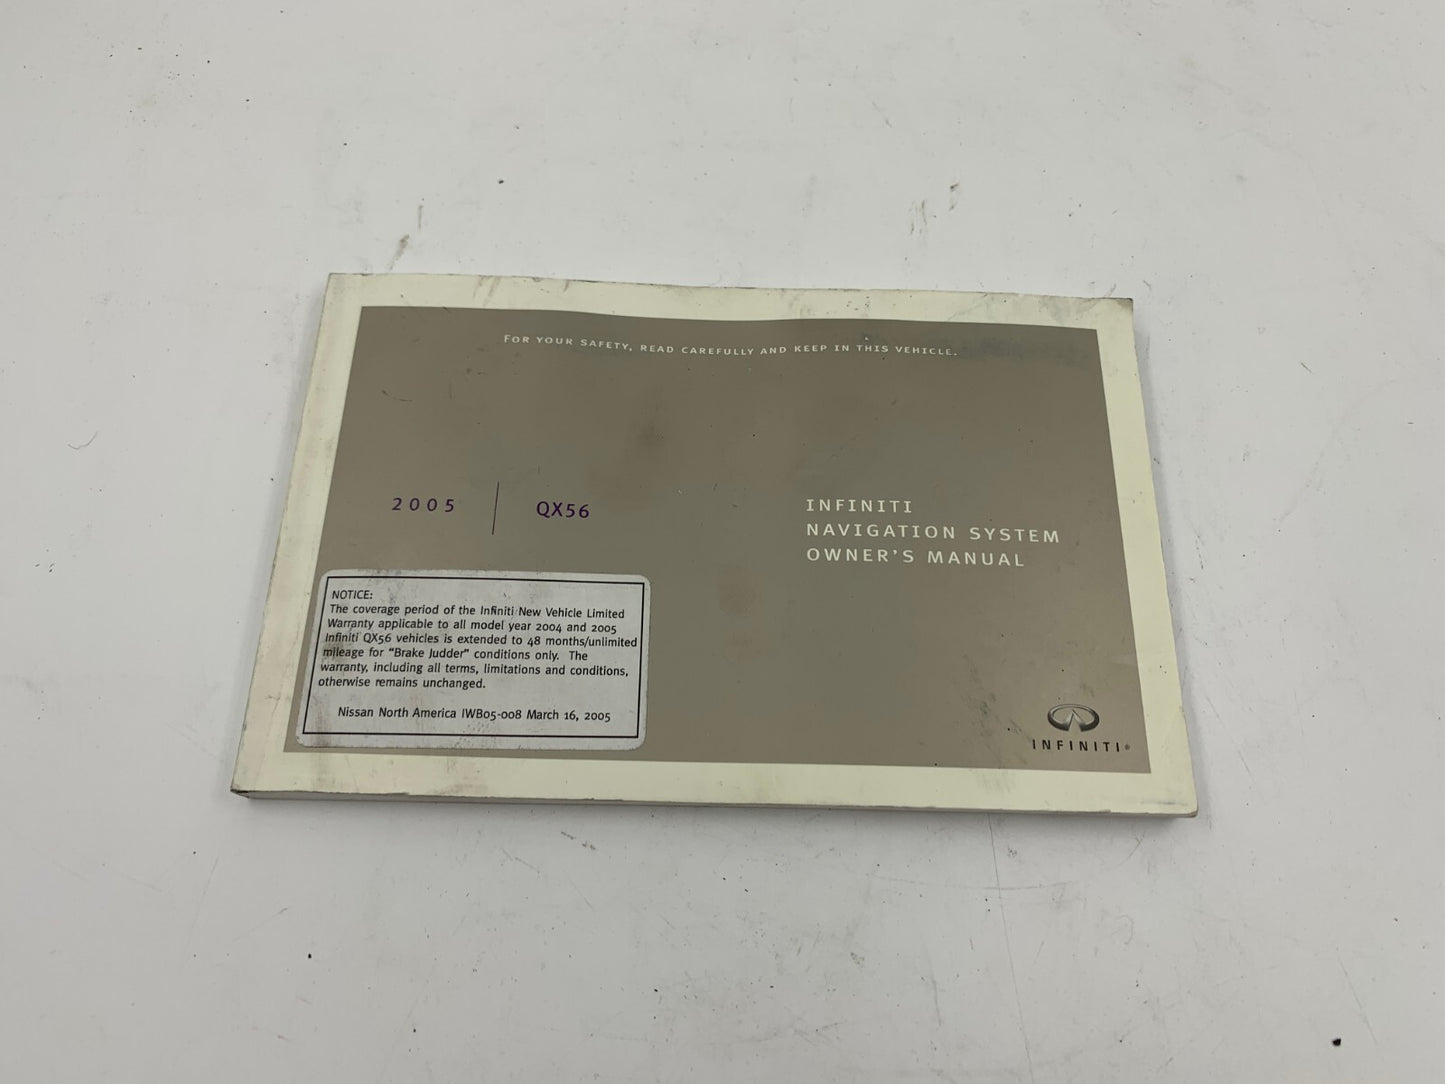 FOR YOUR SAFETY, READ CAREFULLY AND KEEP IN THIS VEHICLE.
2005 QX56
INFINITI
NAVIGATION SYSTEM
OWNER'S MANUAL
NOTICE:
The coverage period of the Infiniti New Vehicle Limited
Warranty applicable to all model year 2004 and 2005
Infiniti QX56 vehicles is extended to 48 months/unlimited
mileage for "Brake Judder" conditions only. The
warranty, including all terms, limitations and conditions,
otherwise remains unchanged.
Nissan North America IWB05-008 March 16, 2005
INFINITI®